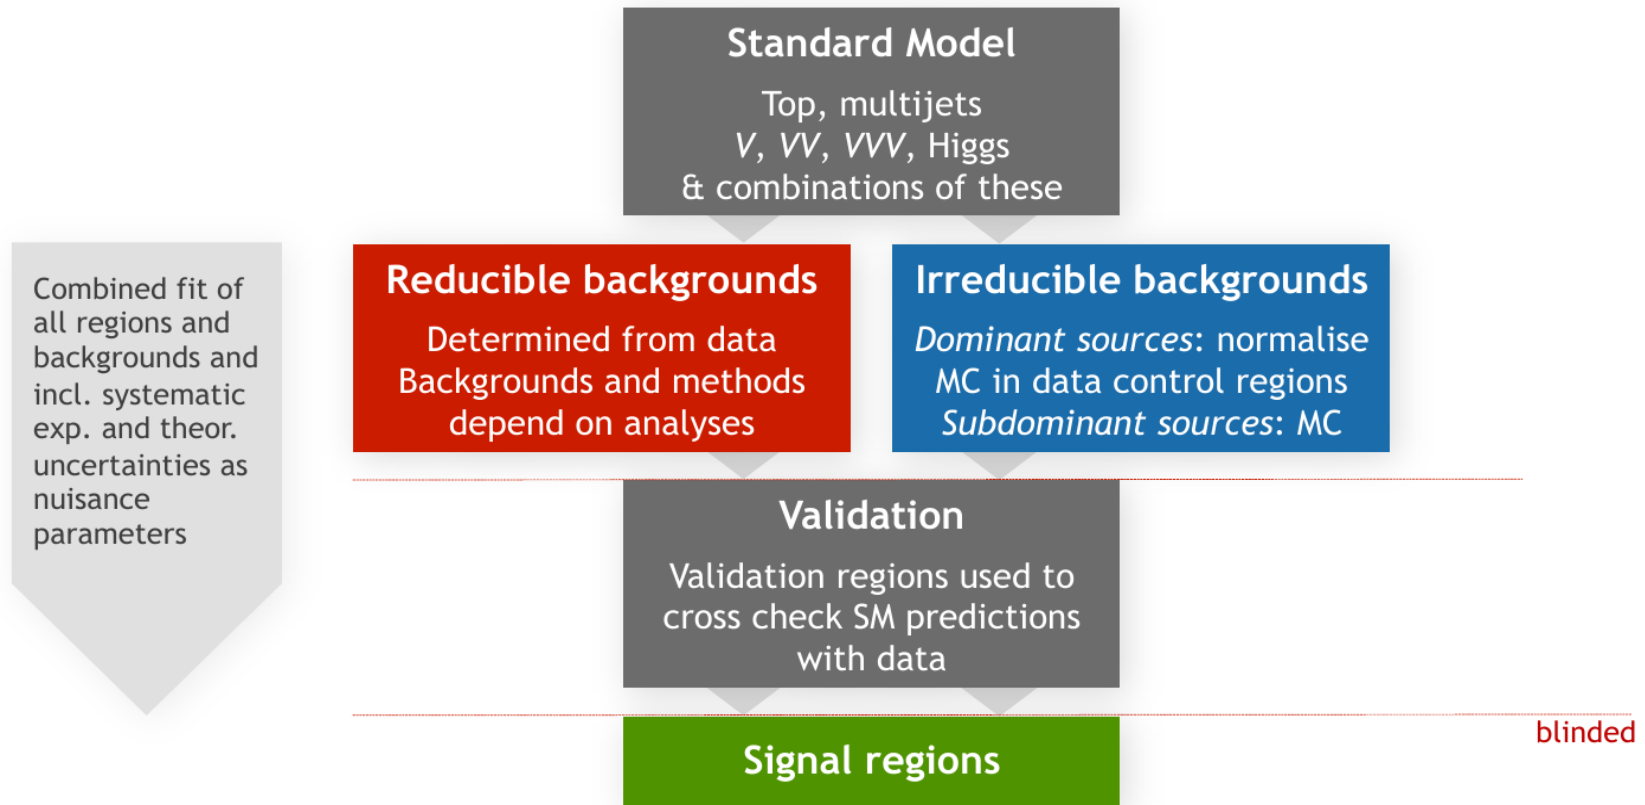 Standard Model
Top, multijets
V, VV, VVV, Higgs
& combinations of these
Combined fit of
all regions and
backgrounds and
incl. systematic
exp. and theor.
uncertainties as
nuisance
parameters
Reducible backgrounds
Determined from data
Backgrounds and methods
depend on analyses
Irreducible backgrounds
Dominant sources: normalise
MC in data control regions
Subdominant sources: MC
Validation
Validation regions used to
cross check SM predictions
with data
blinded
Signal regions